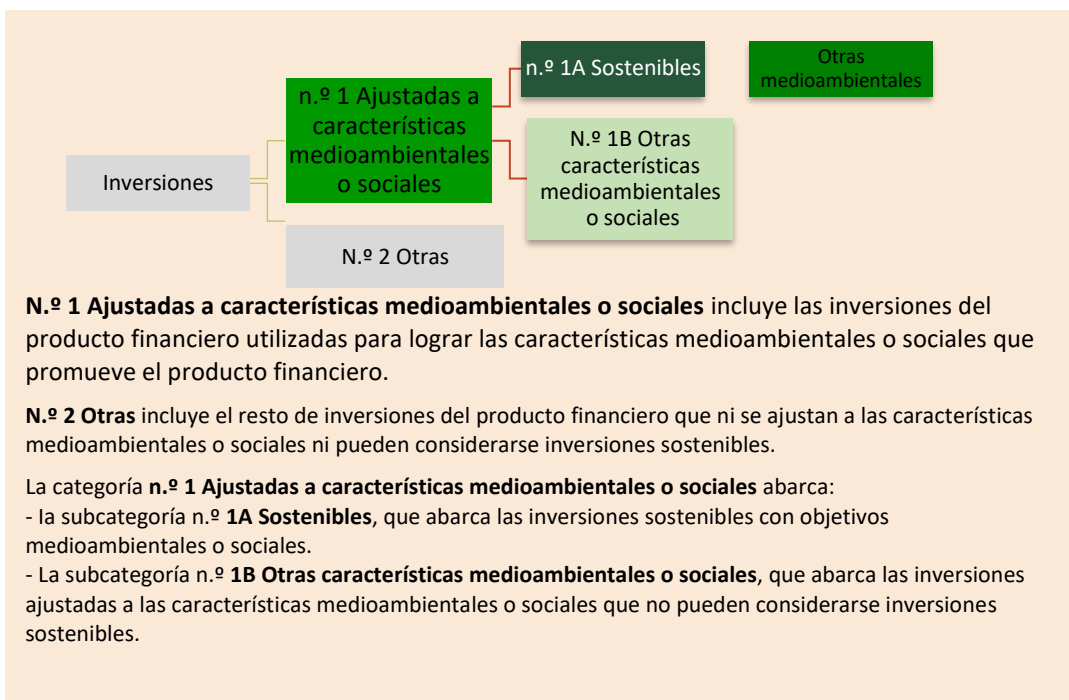 n.º 1A Sostenibles
Otras
medioambientales
n.º 1 Ajustadas a
características
medioambientales
o sociales
N.º 1B Otras
características
medioambientales
o sociales
Inversiones
N.º 2 Otras
N.º 1 Ajustadas a características medioambientales o sociales incluye las inversiones del
producto financiero utilizadas para lograr las características medioambientales o sociales que
promueve el producto financiero.
N.º 2 Otras incluye el resto de inversiones del producto financiero que ni se ajustan a las características
medioambientales o sociales ni pueden considerarse inversiones sostenibles.
La categoría n.º 1 Ajustadas a características medioambientales o sociales abarca:
- Ia subcategoría n.º 1A Sostenibles, que abarca las inversiones sostenibles con objetivos
medioambientales o sociales.
- La subcategoría n.º 1B Otras características medioambientales o sociales, que abarca las inversiones
ajustadas a las características medioambientales o sociales que no pueden considerarse inversiones
sostenibles.